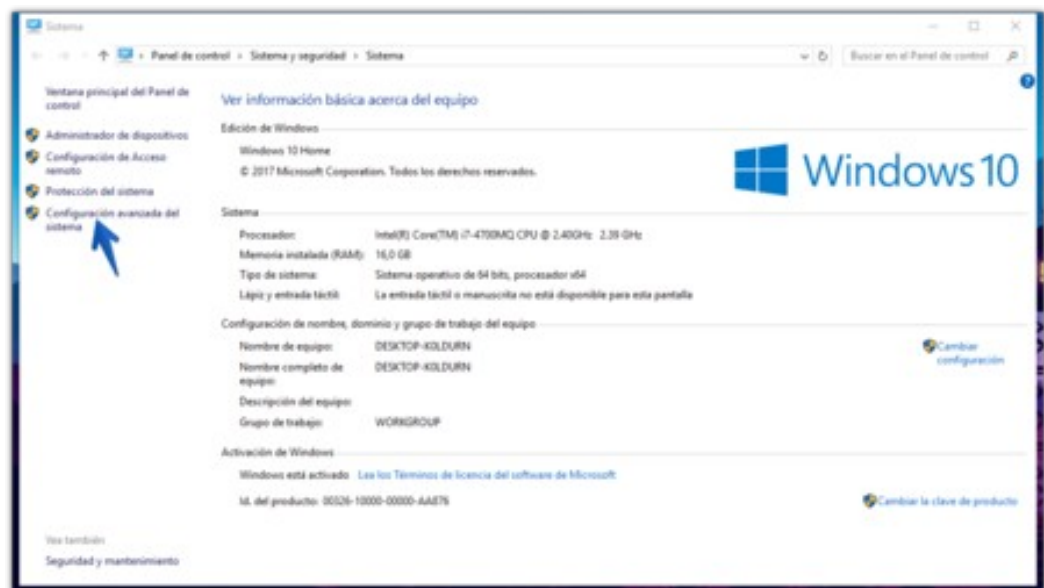 Sistema
Panel de control › Sistema y seguridad › Sistema
Buscar en el Panel de control
Ventana principal del Panel de
control
Administrador de dispositivos
Configuración de Acceso
remoto
Protección del sistema
Configuración avanzada del
sistema
Ver información básica acerca del equipo
Edición de Windows
Windows 10 Home
© 2017 Microsoft Corporation. Todos los derechos reservados.
Windows 10
Sistema
Procesador: Intel(R) Core(TM) i7-4700MQ CPU @ 2.40GHz 2.39 GHz
Memoria instalada (RAM): 16,0 GB
Tipo de sistema: Sistema operativo de 64 bits, procesador x64
Lápiz y entrada táctil: La entrada táctil o manuscrita no está disponible para esta pantalla
Configuración de nombre, dominio y grupo de trabajo del equipo
Nombre de equipo: DESKTOP-K0LDURN
Nombre completo de DESKTOP-K0LDURN
equipo:
Descripción del equipo:
Grupo de trabajo: WORKGROUP
Cambiar
configuración
Activación de Windows
Windows está activado Lea los Términos de licencia del software de Microsoft
Id. del producto: 00326-10000-00000-AA876
Cambiar la clave de producto
Vea también
Seguridad y mantenimiento